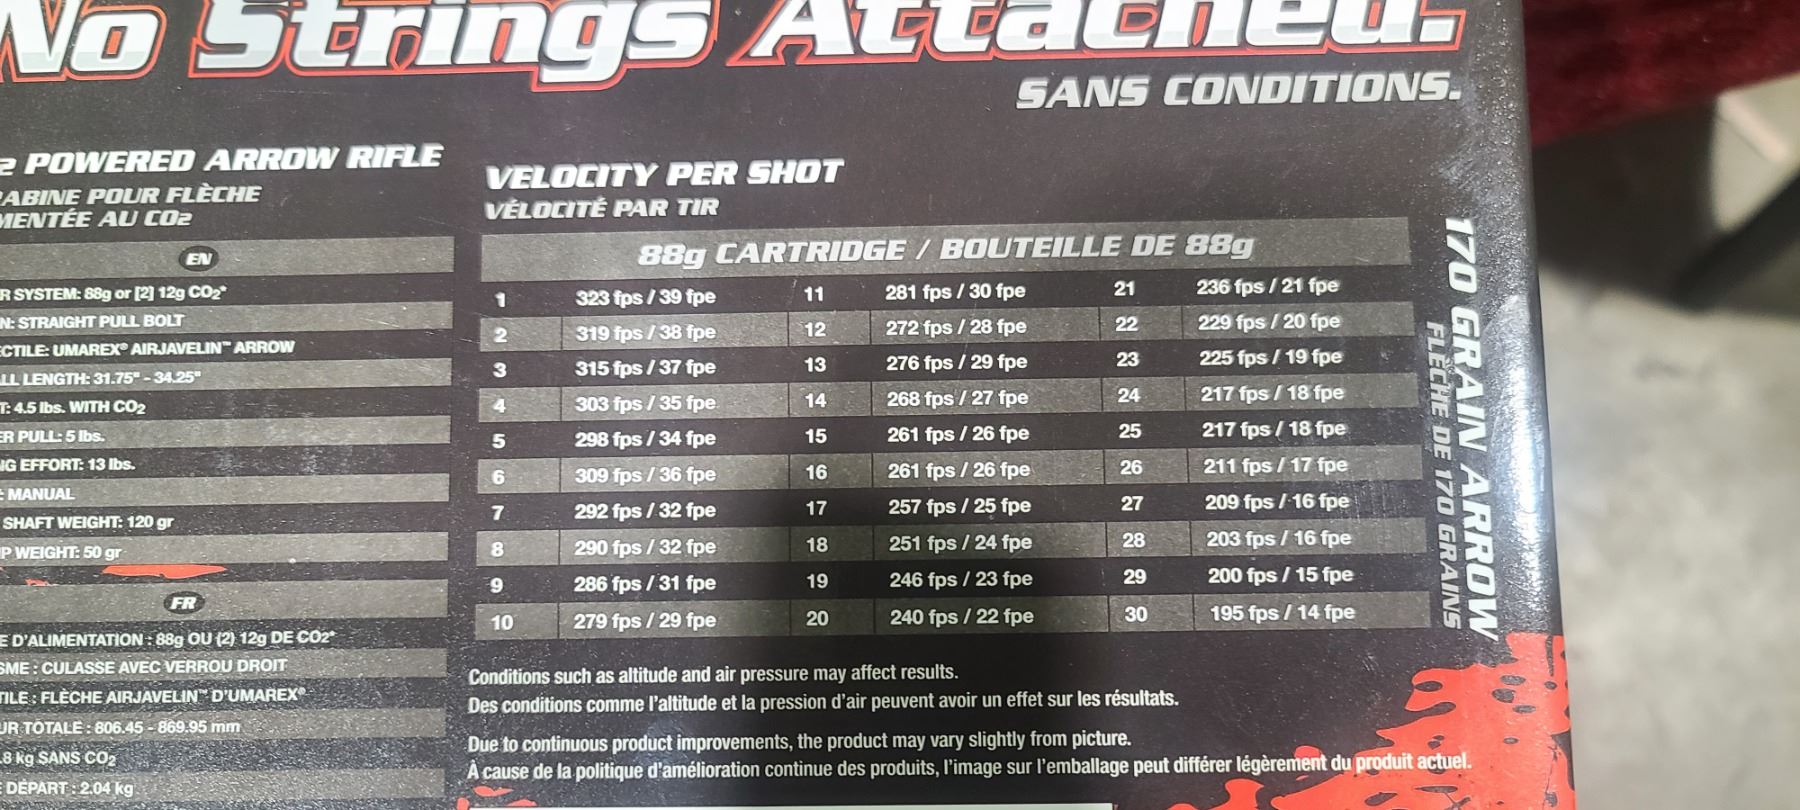 No Strings Attached.
SANS CONDITIONS.
POWERED ARROW RIFLE
POUR FLÈCHE
AU CO2
EN
SYSTEM: 88g or [2] 12g CO2*
STRAIGHT PULL BOLT
UMAREX® AIRJAVELIN™ ARROW
LENGTH: 31.75" - 34.25"
4.5 lbs. WITH CO2
PULL: 5 lbs.
EFFORT: 13 lbs.
: MANUAL
SHAFT WEIGHT: 120 gr
WEIGHT: 50 gr
FR
D'ALIMENTATION : 88g OU (2) 12g DE CO2*
: CULASSE AVEC VERROU DROIT
: FLÈCHE AIRJAVELIN™ D'UMAREX®
TOTALE : 806.45 - 869.95 mm
.8 kg SANS CO2
DÉPART : 2.04 kg
VELOCITY PER SHOT
VÉLOCITÉ PAR TIR
88g CARTRIDGE / BOUTEILLE DE 88g
1 323 fps / 39 fpe 11 281 fps / 30 fpe 21 236 fps / 21 fpe
2 319 fps / 38 fpe 12 272 fps / 28 fpe 22 229 fps / 20 fpe
3 315 fps / 37 fpe 13 276 fps / 29 fpe 23 225 fps / 19 fpe
4 303 fps / 35 fpe 14 268 fps / 27 fpe 24 217 fps / 18 fpe
5 298 fps / 34 fpe 15 261 fps / 26 fpe 25 217 fps / 18 fpe
6 309 fps / 36 fpe 16 261 fps / 26 fpe 26 211 fps / 17 fpe
7 292 fps / 32 fpe 17 257 fps / 25 fpe 27 209 fps / 16 fpe
8 290 fps / 32 fpe 18 251 fps / 24 fpe 28 203 fps / 16 fpe
9 286 fps / 31 fpe 19 246 fps / 23 fpe 29 200 fps / 15 fpe
10 279 fps / 29 fpe 20 240 fps / 22 fpe 30 195 fps / 14 fpe
170 GRAIN ARROW
FLÈCHE DE 170 GRAINS
Conditions such as altitude and air pressure may affect results.
Des conditions comme l'altitude et la pression d'air peuvent avoir un effet sur les résultats.
Due to continuous product improvements, the product may vary slightly from picture.
À cause de la politique d'amélioration continue des produits, l'image sur l'emballage peut différer légèrement du produit actuel.